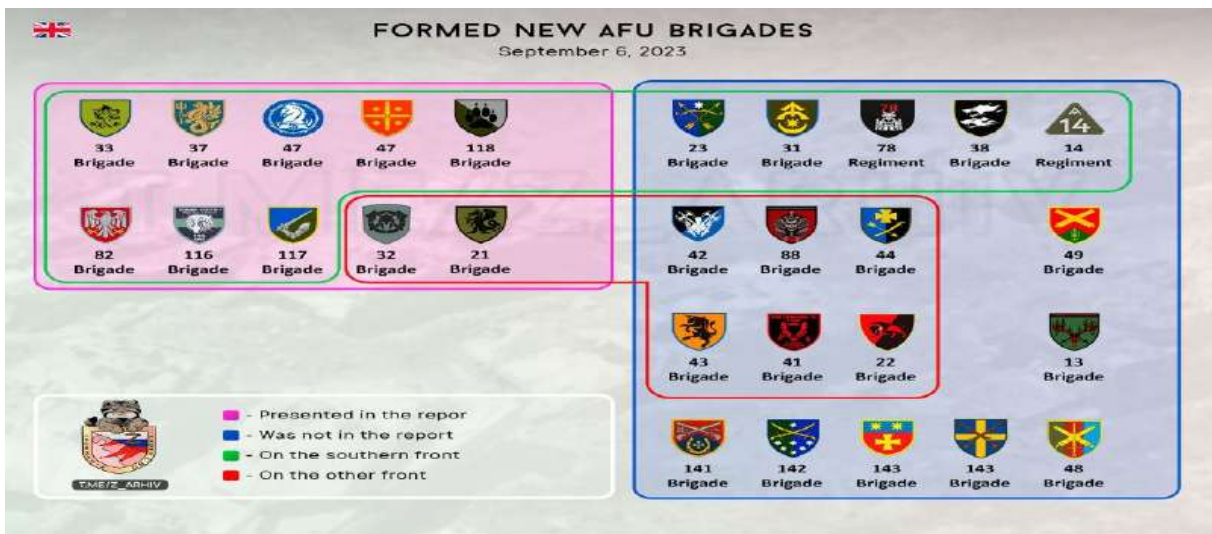 FORMED NEW AFU BRIGADES
September 6, 2023
33 Brigade
37 Brigade
47 Brigade
47 Brigade
118 Brigade
23 Brigade
31 Brigade
78 Regiment
38 Brigade
14 Regiment
82 Brigade
116 Brigade
117 Brigade
32 Brigade
21 Brigade
42 Brigade
88 Brigade
44 Brigade
49 Brigade
43 Brigade
41 Brigade
22 Brigade
13 Brigade
141 Brigade
142 Brigade
143 Brigade
143 Brigade
48 Brigade
- Presented in the repor
- Was not in the report
- On the southern front
- On the other front
T.ME/Z_ARHIV